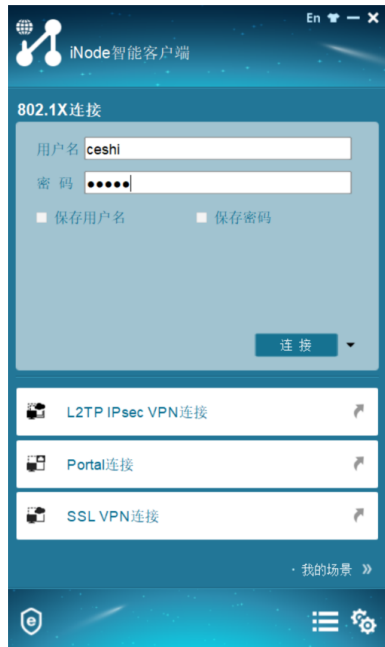 En
iNode智能客户端
802.1X连接
用户名 ceshi
密 码 ●●●●●
保存用户名 保存密码
连 接
L2TP IPsec VPN连接
Portal连接
SSL VPN连接
· 我的场景 »
e